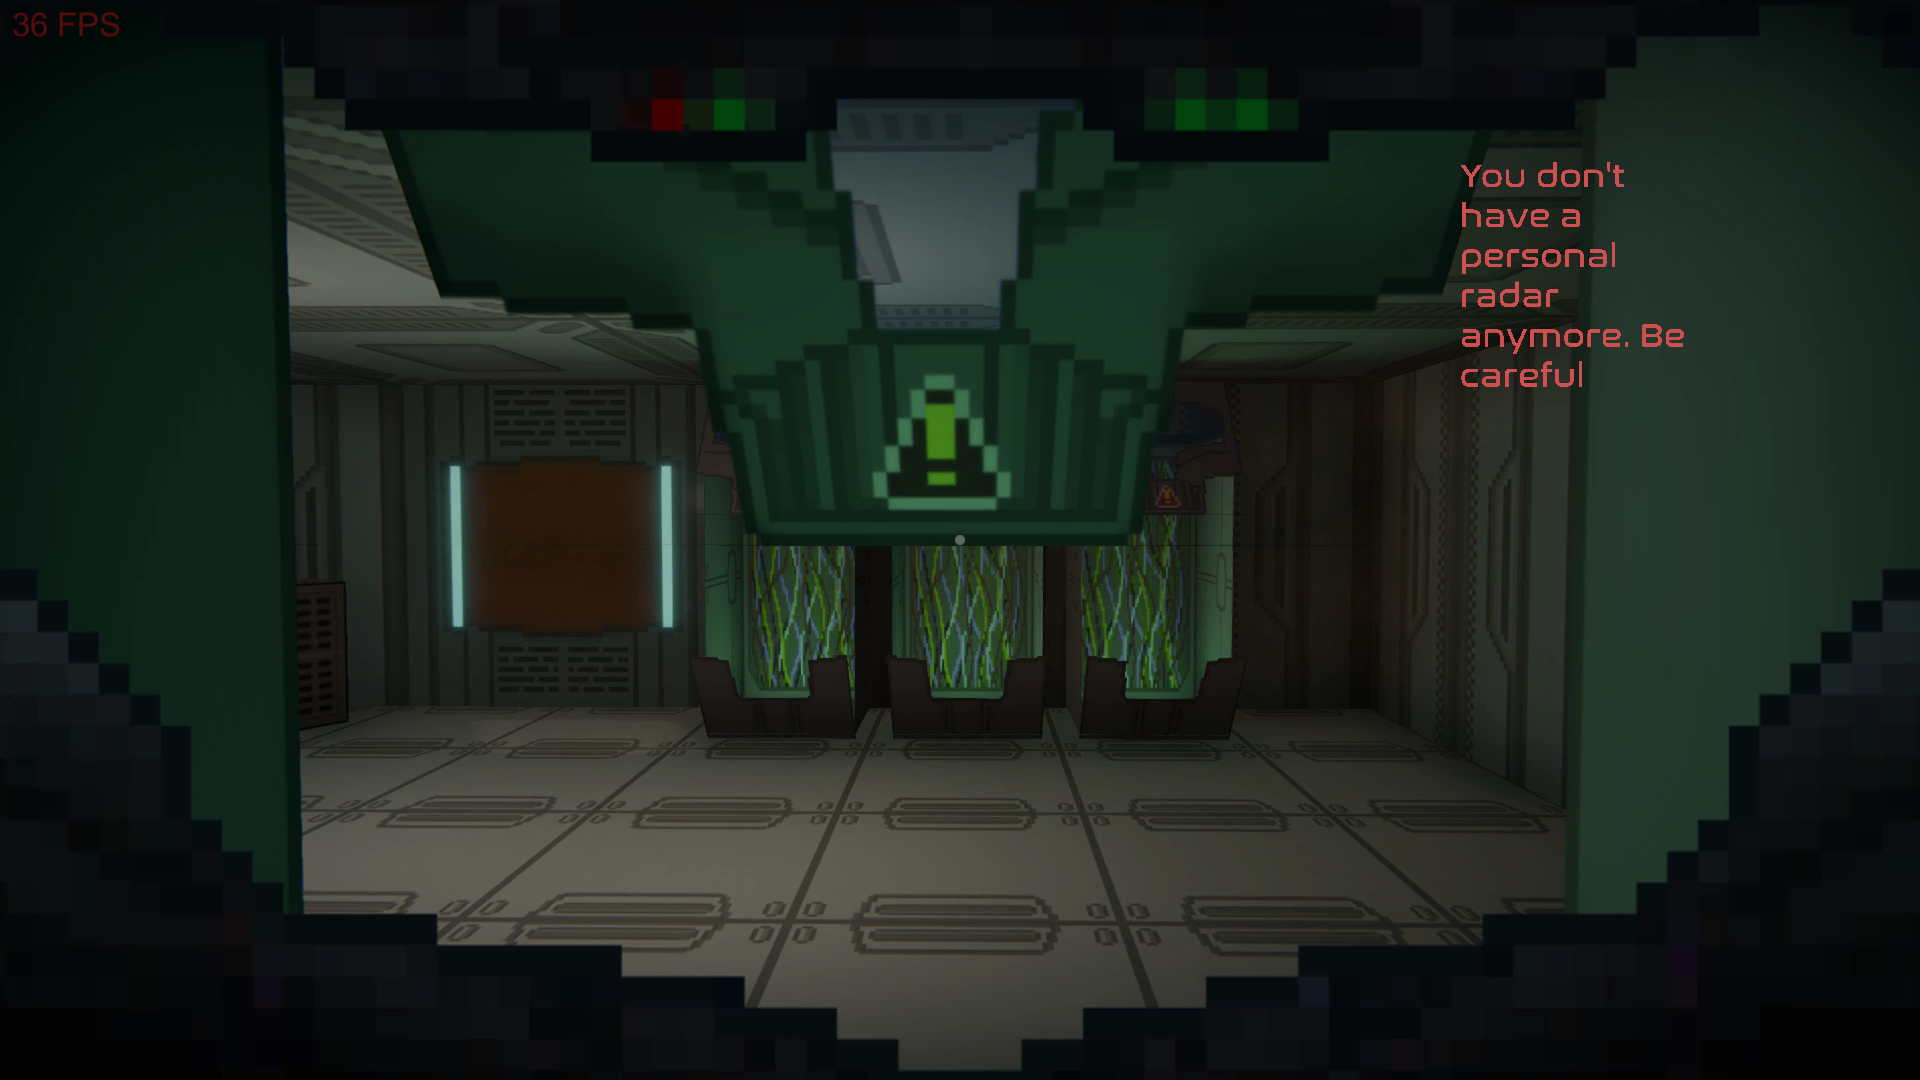 36 FPS
You don't
have a
personal
radar
anymore. Be
careful